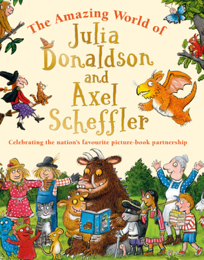 The Amazing World of
Julia
Donaldson
and
Axel
Scheffler
Celebrating the nation's favourite picture-book partnership